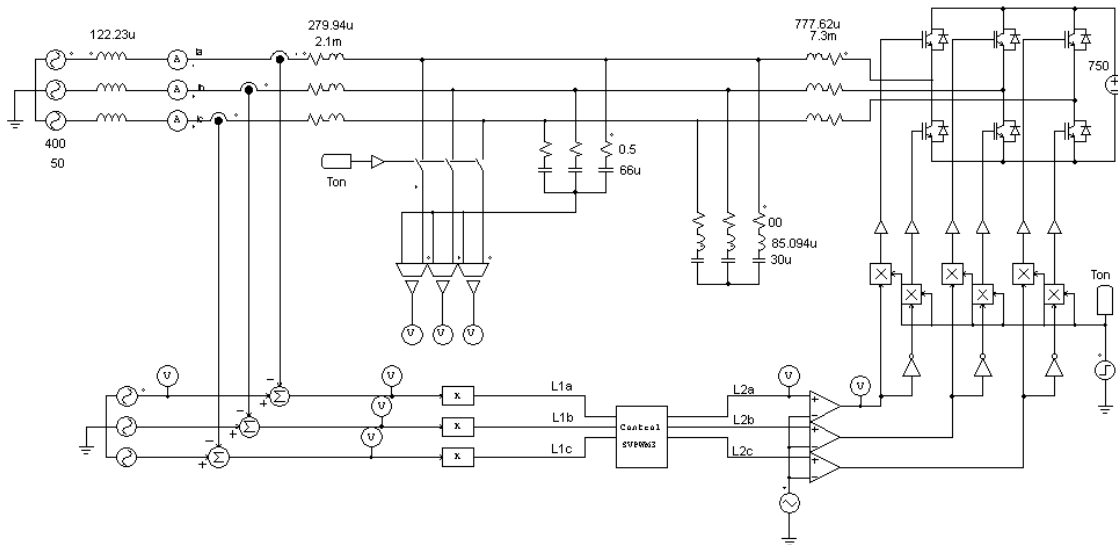 122.23u
279.94u
2.1m
777.62u
7.3m
750
Ia
Ib
Ic
A
A
A
400
50
Ton
0.5
66u
00
85.094u
30u
Ton
V
V
V
V
V
V
V
V
V
K
K
K
L1a
L1b
L1c
Control
SVPWM3
L2a
L2b
L2c